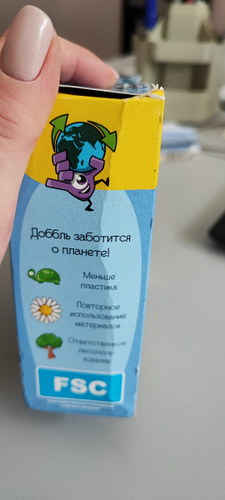 Доббль заботится
о планете!
Меньше
пластика
Повторное
использование
материалов
Ответственное
лесополь-
зование
FSC